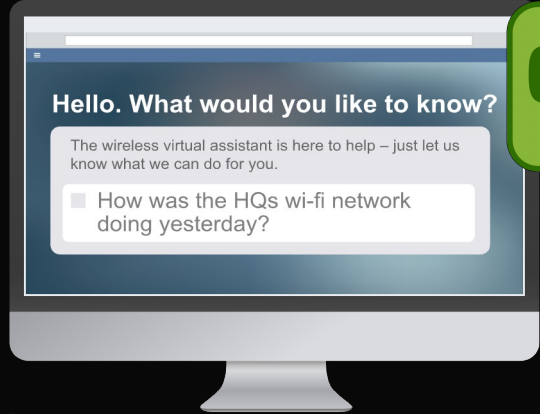 Hello. What would you like to know?
The wireless virtual assistant is here to help – just let us
know what we can do for you.
How was the HQs wi-fi network
doing yesterday?